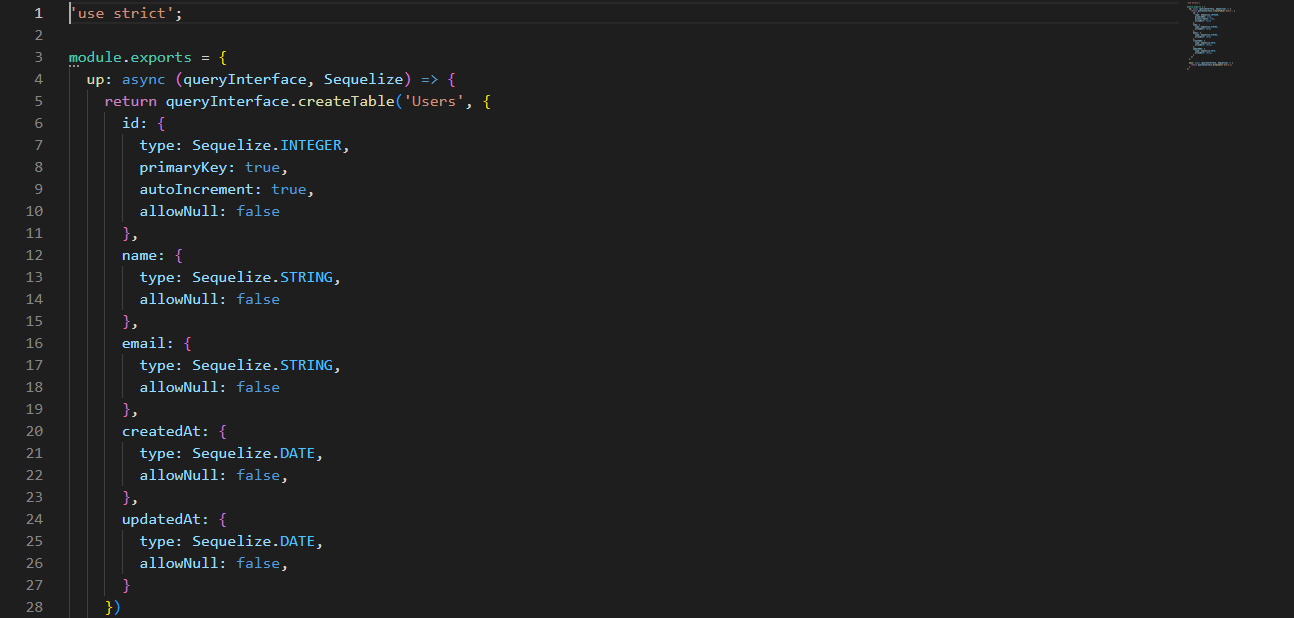 1 'use strict';
2
3 module.exports = {
4   up: async (queryInterface, Sequelize) => {
5     return queryInterface.createTable('Users', {
6       id: {
7         type: Sequelize.INTEGER,
8         primaryKey: true,
9         autoIncrement: true,
10         allowNull: false
11       },
12       name: {
13         type: Sequelize.STRING,
14         allowNull: false
15       },
16       email: {
17         type: Sequelize.STRING,
18         allowNull: false
19       },
20       createdAt: {
21         type: Sequelize.DATE,
22         allowNull: false,
23       },
24       updatedAt: {
25         type: Sequelize.DATE,
26         allowNull: false,
27       }
28     })